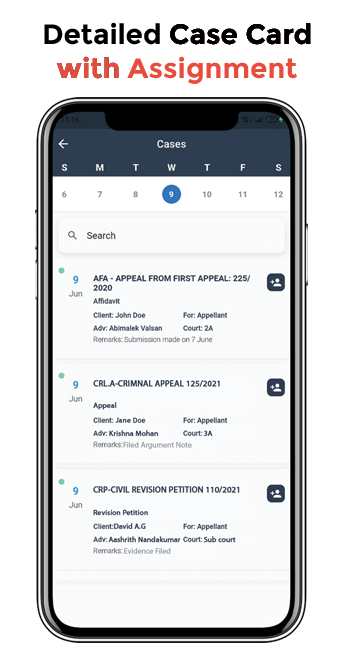 Detailed Case Card
with Assignment
11:16
Cases
S M T W T F S
6 7 8 9 10 11 12
Search
9
Jun
AFA - APPEAL FROM FIRST APPEAL: 225/
2020
Affidavit
Client: John Doe For: Appellant
Adv: Abimalek Valsan Court: 2A
Remarks: Submission made on 7 June
9
Jun
CRL.A-CRIMNAL APPEAL 125/2021
Appeal
Client: Jane Doe For: Appellant
Adv: Krishna Mohan Court: 3A
Remarks:Filed Argument Note
9
Jun
CRP-CIVIL REVISION PETITION 110/2021
Revision Petition
Client:David A.G For: Appellant
Adv: Aashrith Nandakumar Court: Sub court
Remarks:Evidence Filed